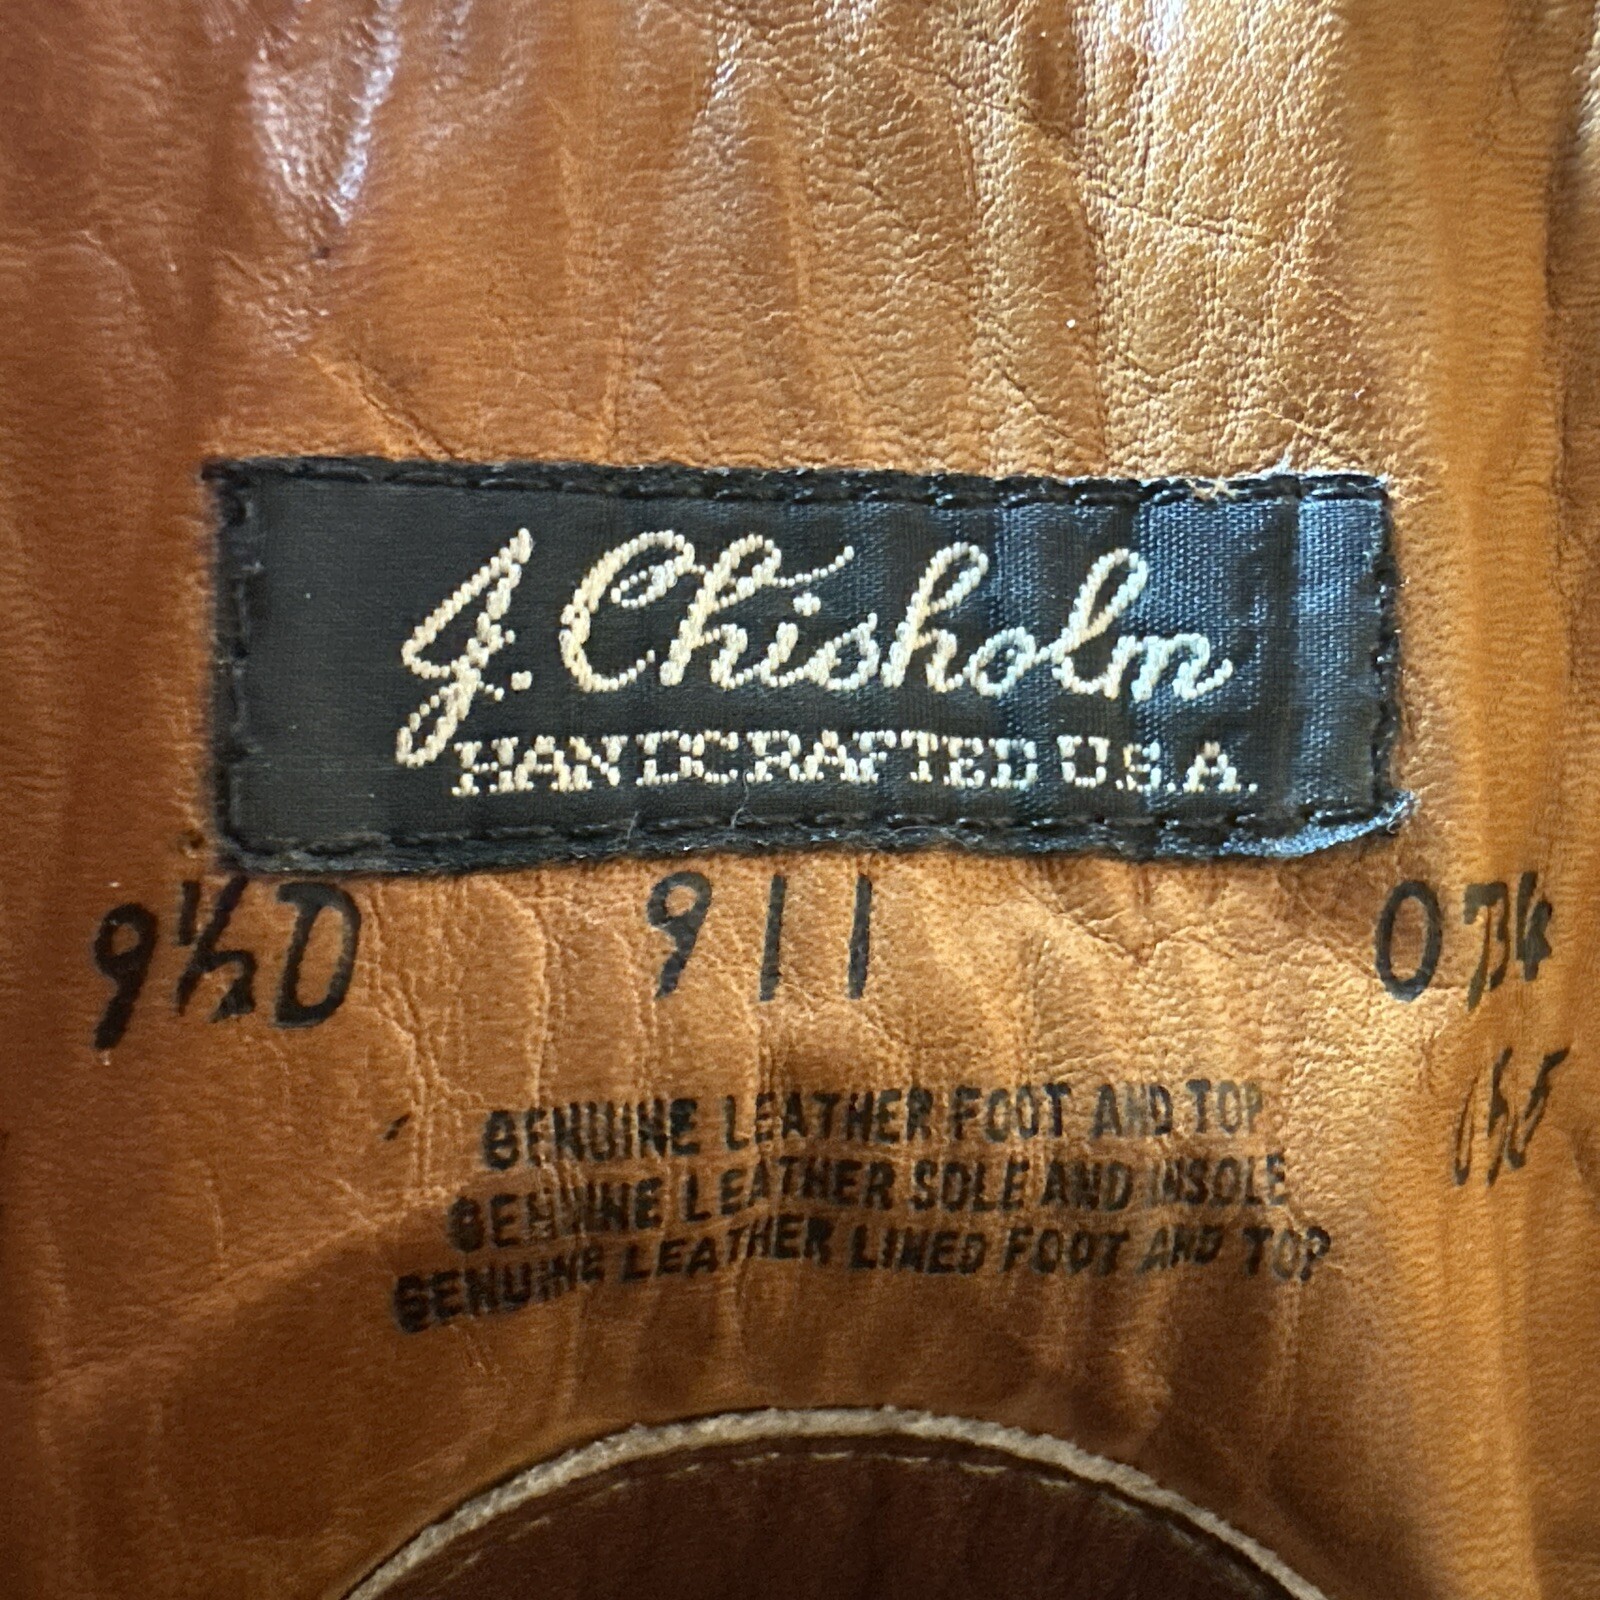 J. Chisholm
HANDCRAFTED U.S.A.
9½D 911 0734
055
GENUINE LEATHER FOOT AND TOP
GENUINE LEATHER SOLE AND INSOLE
GENUINE LEATHER LINED FOOT AND TOP